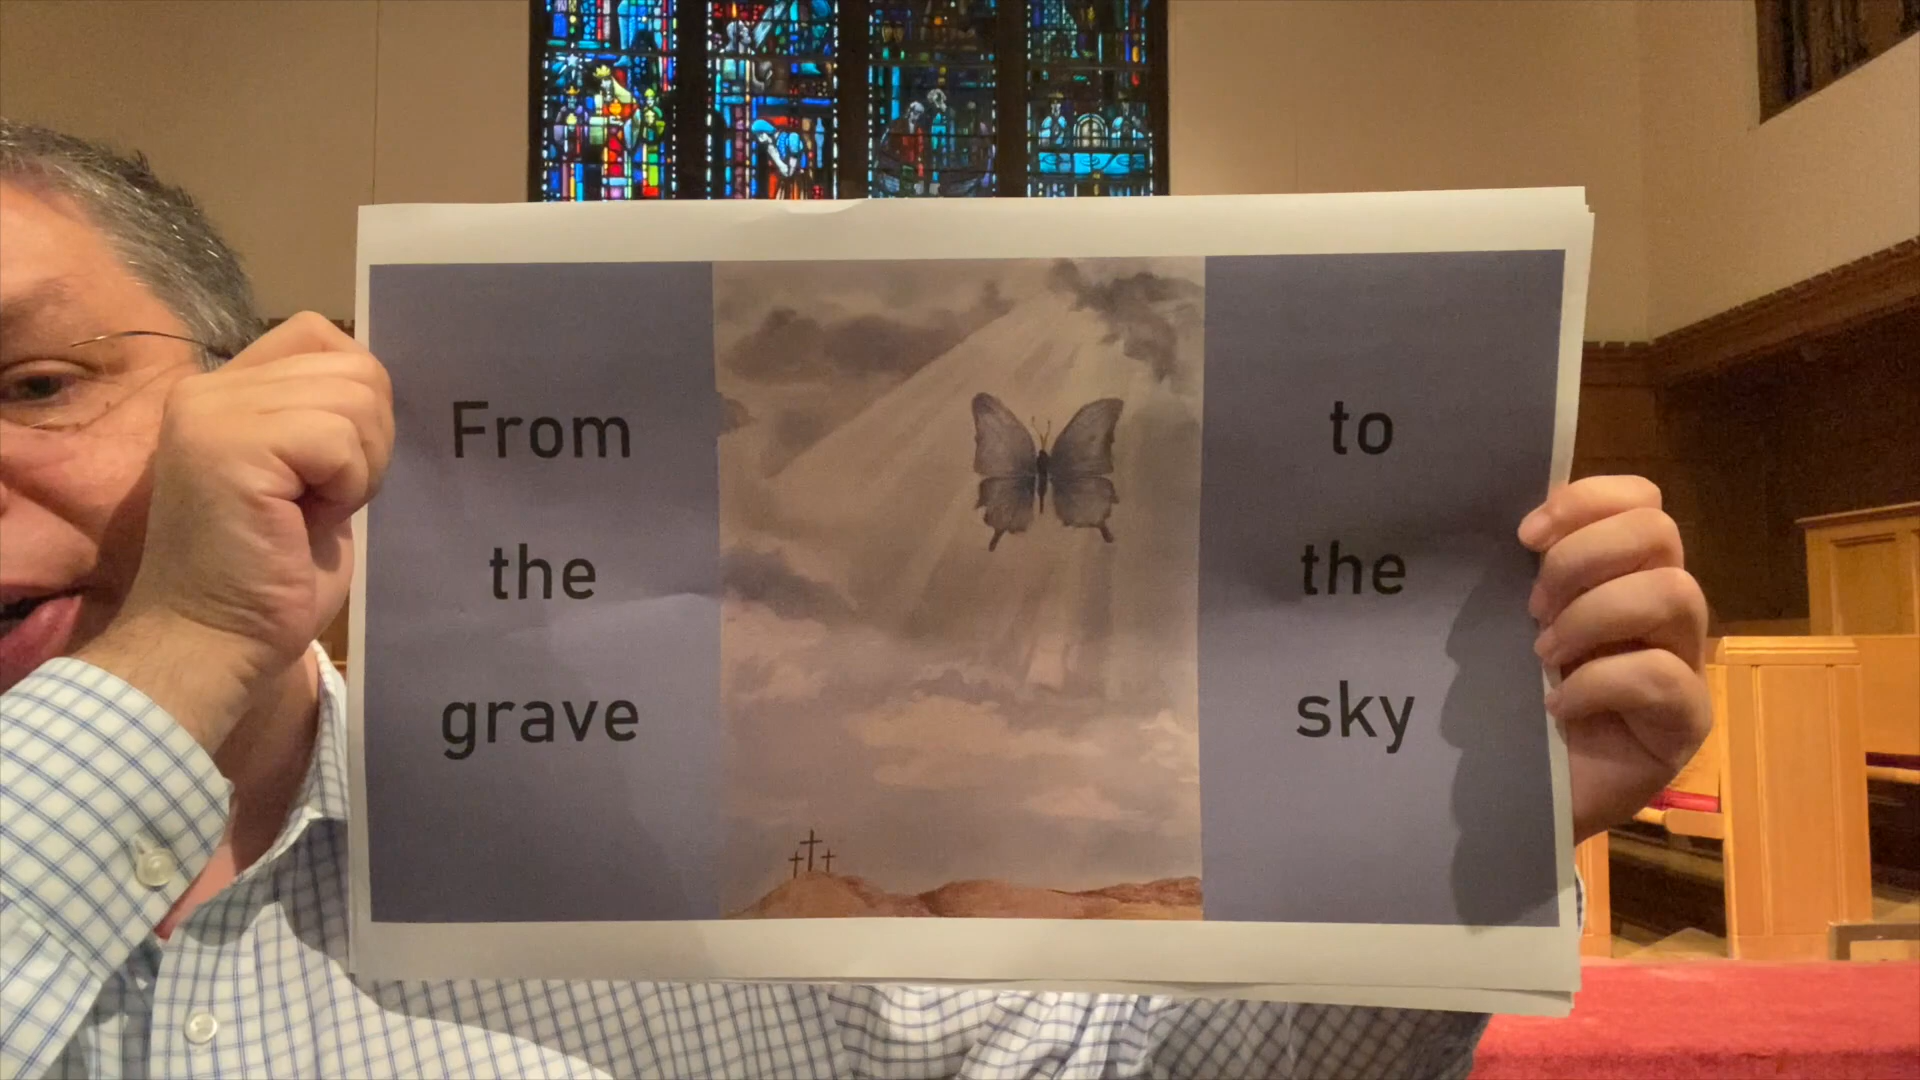 From
the
grave
to
the
sky